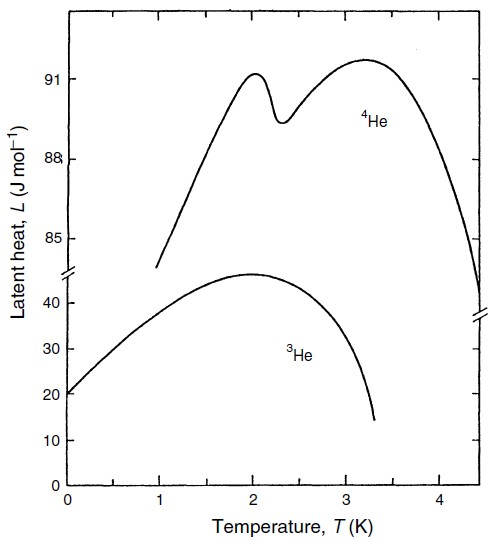 91
88
85
40
30
20
10
0
Latent heat, L (J mol⁻¹)
⁴He
³He
0 1 2 3 4
Temperature, T (K)